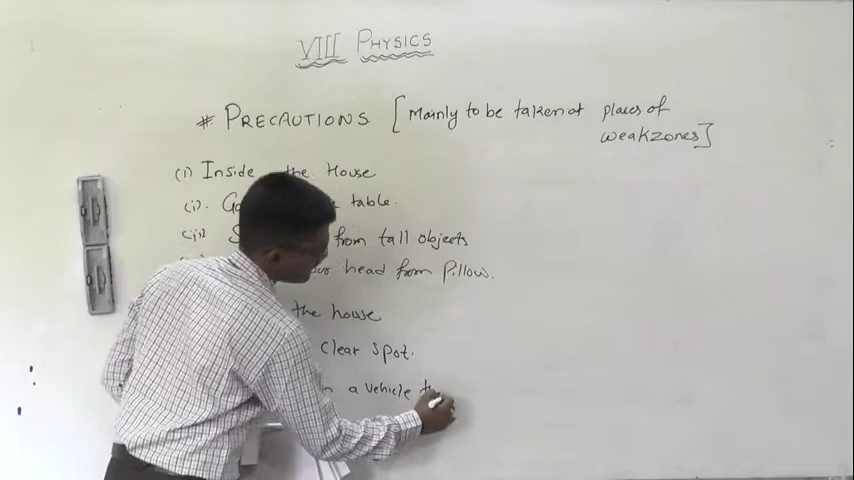 VIII PHYSICS
# PRECAUTIONS [Mainly to be taken at places of
weakzones]
(1) Inside the House
(i). table.
(ii) from tall objects
head from Pillow.
the house
clear spot.
a vehicle